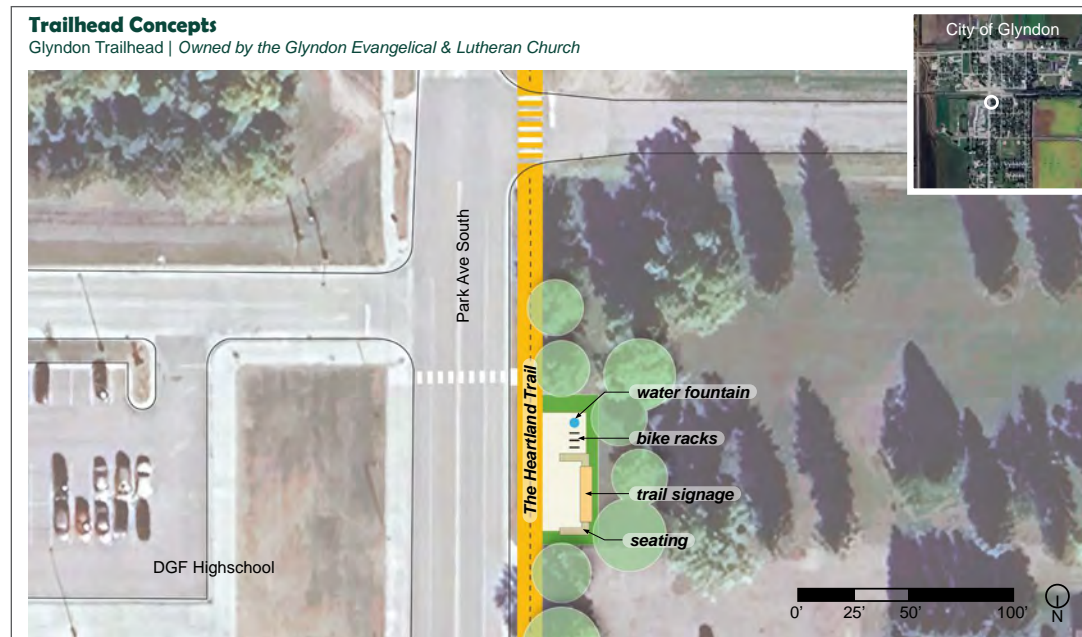 Trailhead Concepts
Glyndon Trailhead | Owned by the Glyndon Evangelical & Lutheran Church
City of Glyndon
Park Ave South
The Heartland Trail
water fountain
bike racks
trail signage
seating
DGF Highschool
0' 25' 50' 100'
N